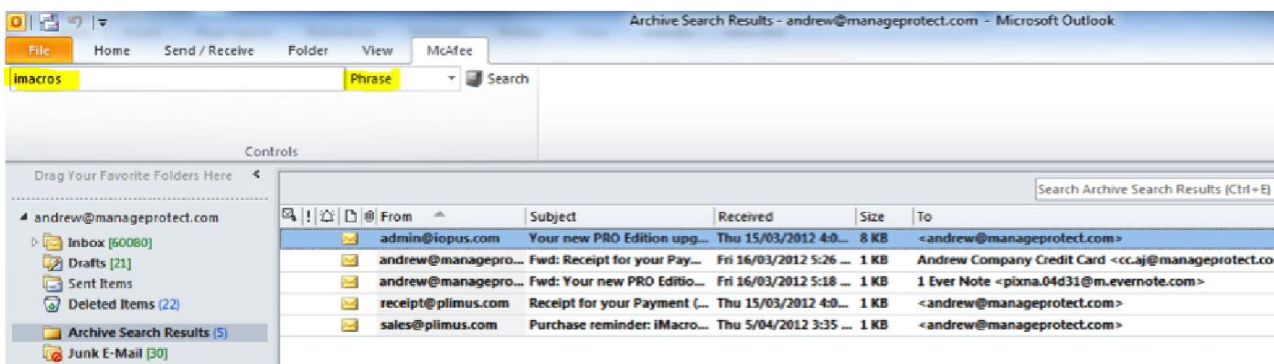 Archive Search Results - andrew@manageprotect.com - Microsoft Outlook
File Home Send / Receive Folder View McAfee
imacros Phrase Search
Controls
Drag Your Favorite Folders Here
Search Archive Search Results (Ctrl+E)
andrew@manageprotect.com
From Subject Received Size To
Inbox [60080]
admin@iopus.com Your new PRO Edition upg... Thu 15/03/2012 4:0... 8 KB <andrew@manageprotect.com>
Drafts [21]
andrew@managepro... Fwd: Receipt for your Pay... Fri 16/03/2012 5:26 ... 1 KB Andrew Company Credit Card <cc.aj@manageprotect.co
Sent Items
andrew@managepro... Fwd: Your new PRO Editio... Fri 16/03/2012 5:18 ... 1 KB 1 Ever Note <pixna.04d31@m.evernote.com>
Deleted Items (22)
receipt@plimus.com Receipt for your Payment (... Thu 15/03/2012 4:0... 1 KB <andrew@manageprotect.com>
Archive Search Results (5)
sales@plimus.com Purchase reminder: iMacro... Thu 5/04/2012 3:35 ... 1 KB <andrew@manageprotect.com>
Junk E-Mail [30]